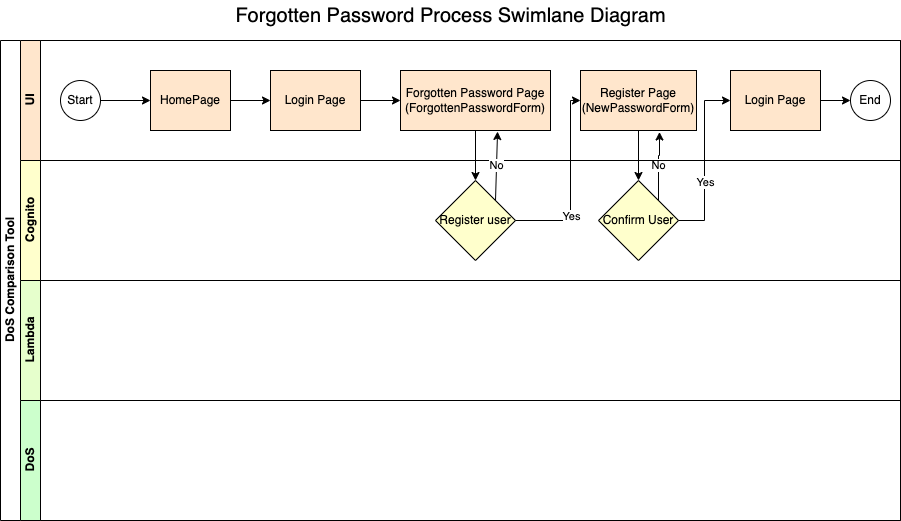 Forgotten Password Process Swimlane Diagram
DoS Comparison Tool
UI
Start
HomePage
Login Page
Forgotten Password Page
(ForgottenPasswordForm)
Register Page
(NewPasswordForm)
Login Page
End
No
No
Yes
Cognito
Register user
Yes
Confirm User
Lambda
DoS